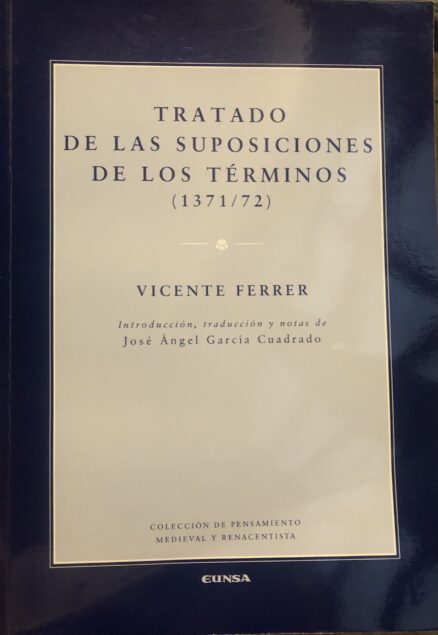 TRATADO
DE LAS SUPOSICIONES
DE LOS TÉRMINOS
(1371/72)
VICENTE FERRER
Introducción, traducción y notas de
José Ángel García Cuadrado
COLECCIÓN DE PENSAMIENTO
MEDIEVAL Y RENACENTISTA
EUNSA